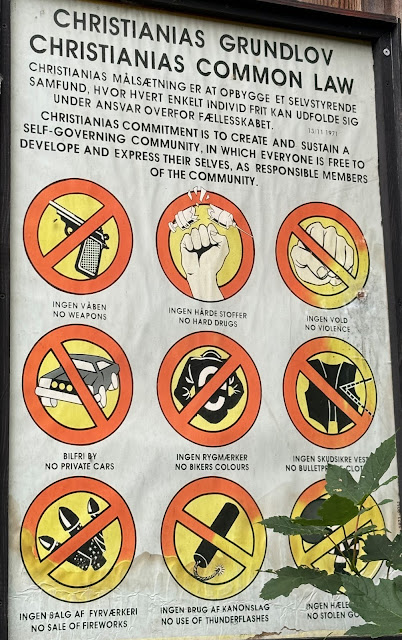 CHRISTIANIAS GRUNDLOV
CHRISTIANIAS COMMON LAW
CHRISTIANIAS MÅLSÆTNING ER AT OPBYGGE ET SELVSTYRENDE
SAMFUND, HVOR HVERT ENKELT INDIVID FRIT KAN UDFOLDE SIG
UNDER ANSVAR OVERFOR FÆLLESSKABET. 13.11 1971
CHRISTIANIAS COMMITMENT IS TO CREATE AND SUSTAIN A
SELF-GOVERNING COMMUNITY, IN WHICH EVERYONE IS FREE TO
DEVELOPE AND EXPRESS THEIR SELVES, AS RESPONSIBLE MEMBERS
OF THE COMMUNITY.
INGEN VÅBEN
NO WEAPONS
INGEN HÅRDE STOFFER
NO HARD DRUGS
INGEN VOLD
NO VIOLENCE
BILFRI BY
NO PRIVATE CARS
C
INGEN RYGMÆRKER
NO BIKERS COLOURS
INGEN SKUDSIKRE VEST
NO BULLETPR
INGEN SALG AF FYRVÆRKERI
NO SALE OF FIREWORKS
INGEN BRUG AF KANONSLAG
NO USE OF THUNDERFLASHES
INGEN
NO STOLEN